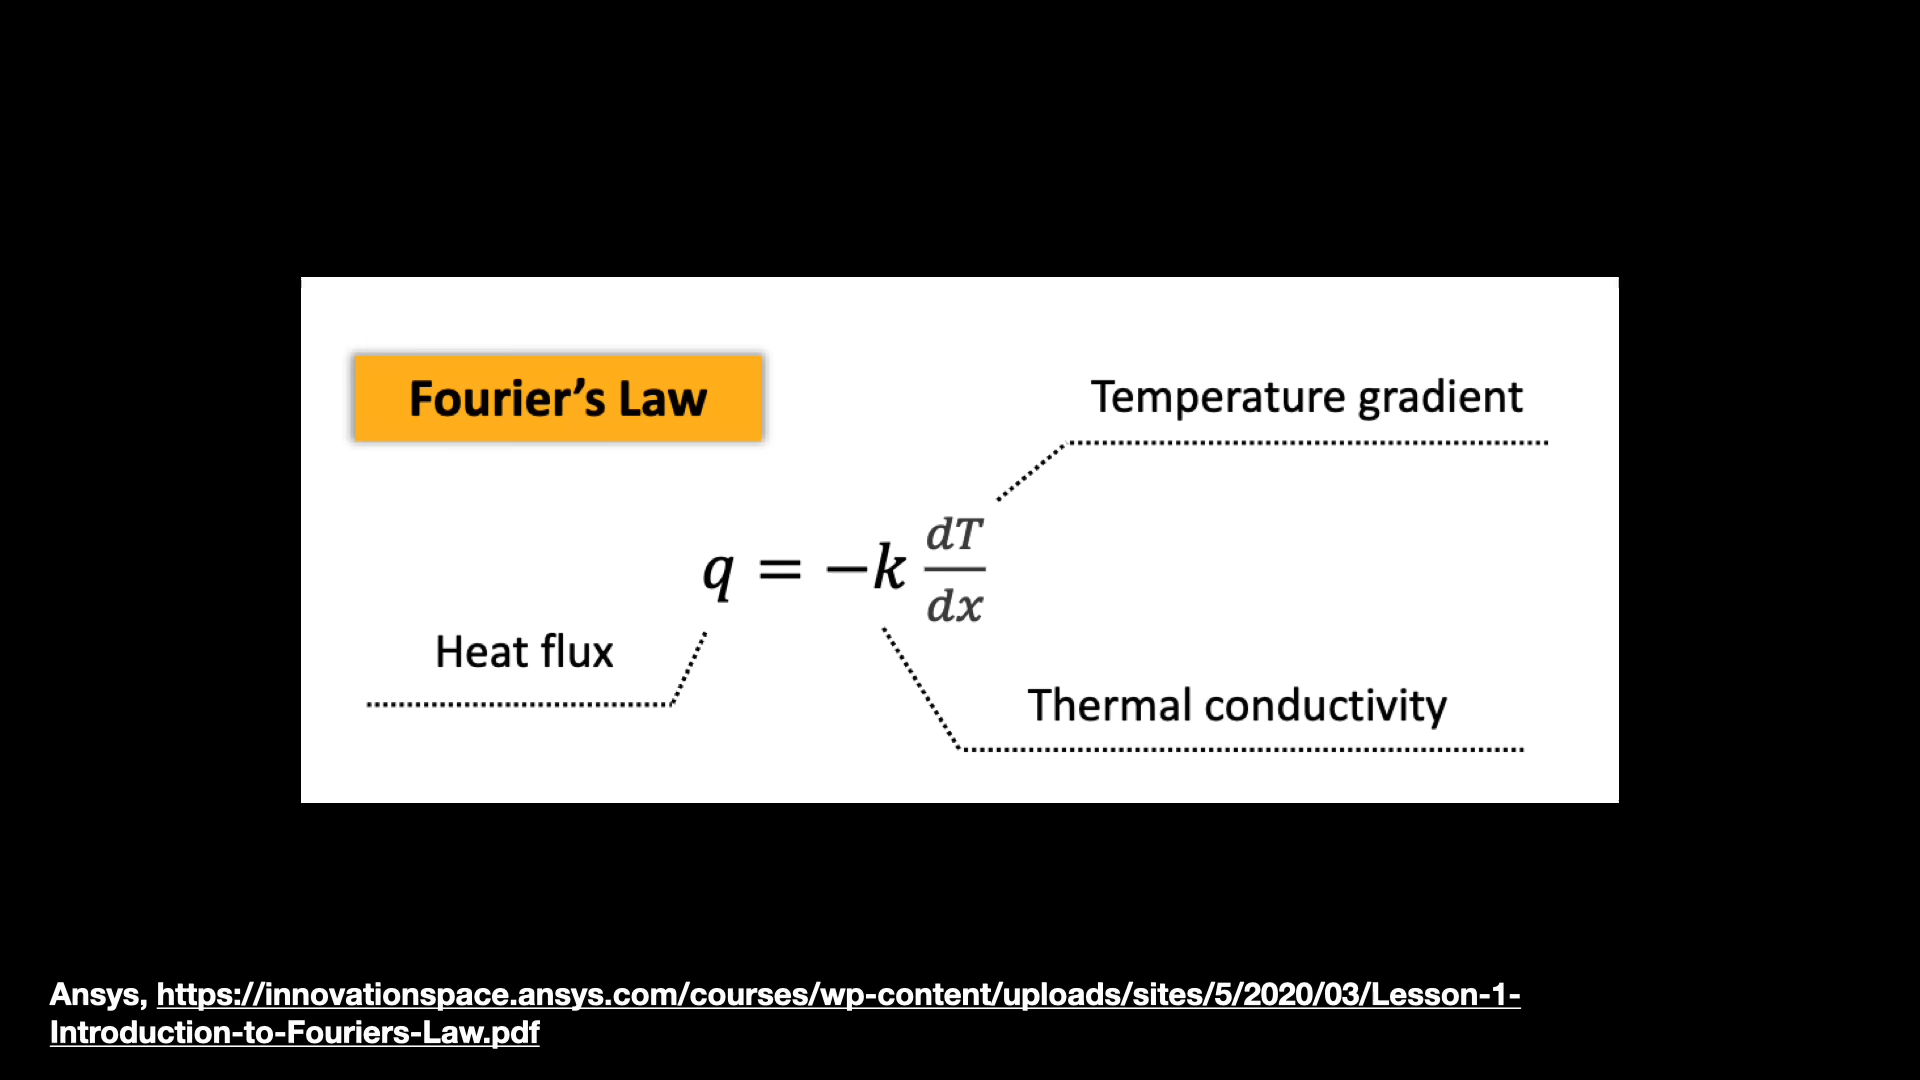 Fourier’s Law
Temperature gradient
q = −k dT/dx
Heat flux
Thermal conductivity
Ansys, https://innovationspace.ansys.com/courses/wp-content/uploads/sites/5/2020/03/Lesson-1-
Introduction-to-Fouriers-Law.pdf